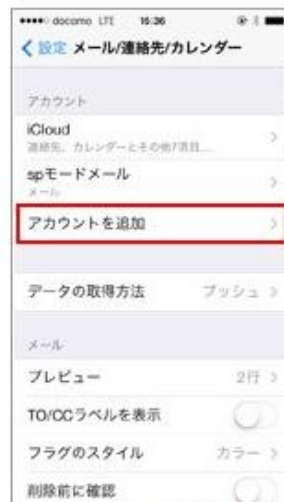 docomo LTE 16:36
設定 メール/連絡先/カレンダー
アカウント
iCloud
連絡先、カレンダーとその他7項目...
spモードメール
メール
アカウントを追加
データの取得方法 プッシュ
メール
プレビュー 2行
TO/CCラベルを表示
フラグのスタイル カラー
削除前に確認